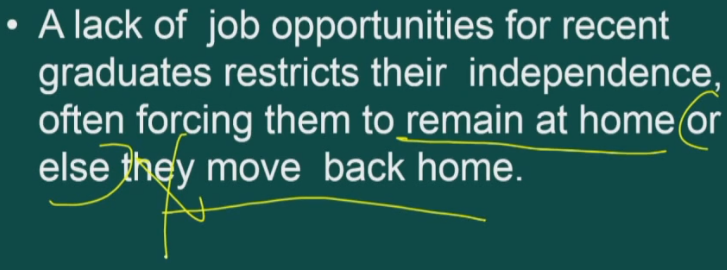 • A lack of job opportunities for recent
graduates restricts their independence,
often forcing them to remain at home or
else they move back home.